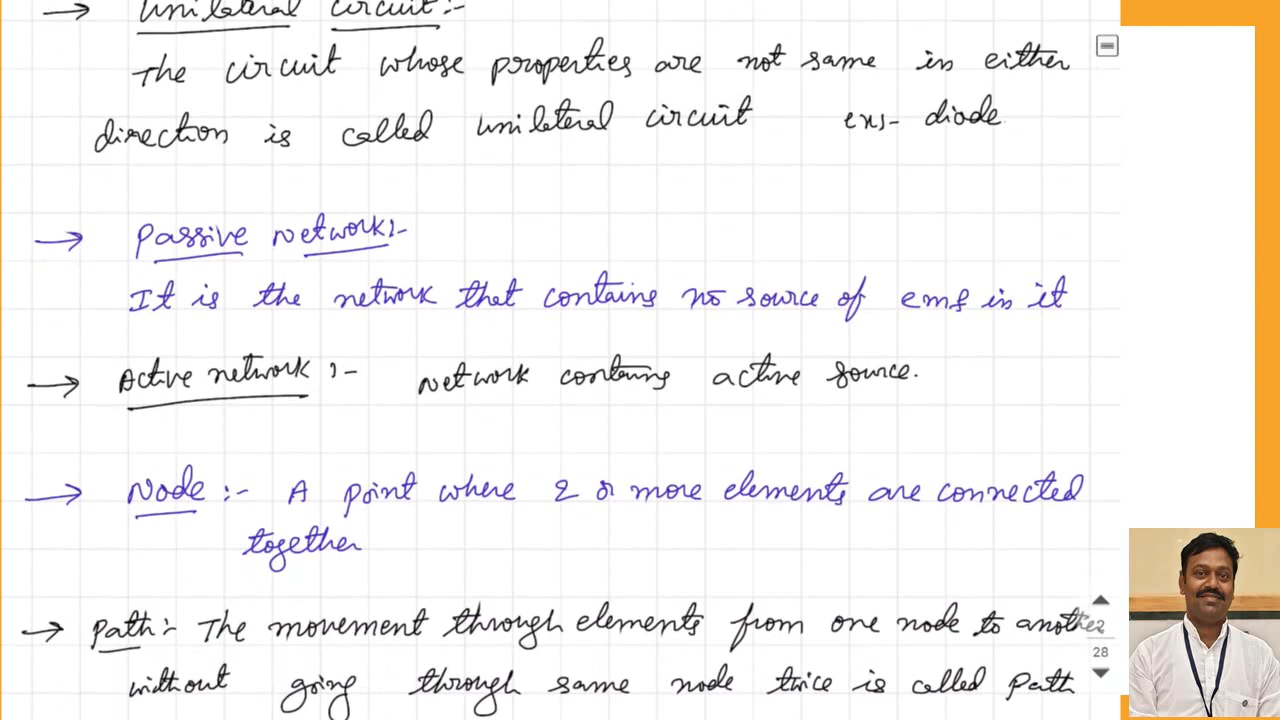 → Unilateral circuit:-
The circuit whose properties are not same in either
direction is called unilateral circuit ex:- diode
→ Passive Network:-
It is the network that contains no source of emf in it
→ Active network :- Network contains active source.
→ Node :- A point where 2 or more elements are connected
together
→ Path:- The movement through elements from one node to another
28
without going through same node twice is called Path